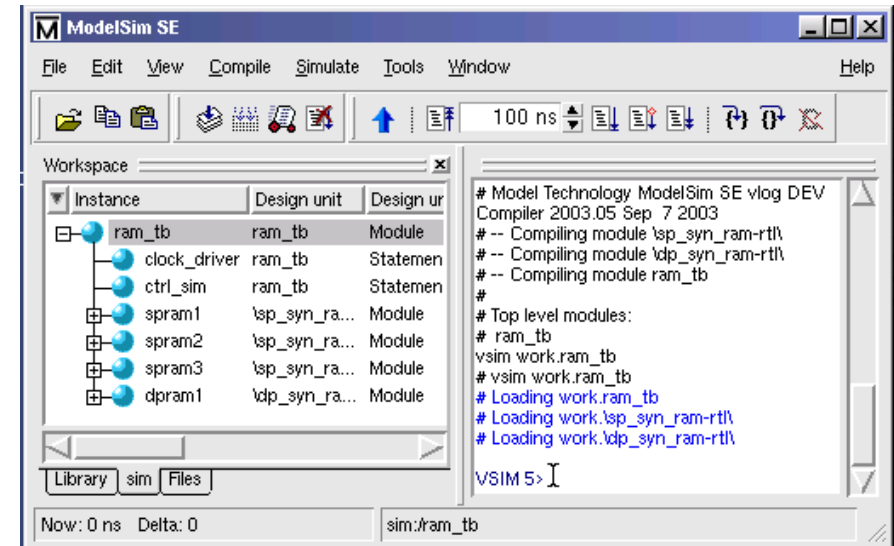 ModelSim SE
File Edit View Compile Simulate Tools Window Help
100 ns
Workspace
Instance Design unit Design ur
ram_tb ram_tb Module
clock_driver ram_tb Statemen
ctrl_sim ram_tb Statemen
spram1 \sp_syn_ra... Module
spram2 \sp_syn_ra... Module
spram3 \sp_syn_ra... Module
dpram1 \dp_syn_ra... Module
Library sim Files
# Model Technology ModelSim SE vlog DEV
Compiler 2003.05 Sep 7 2003
# -- Compiling module \sp_syn_ram-rtl\
# -- Compiling module \dp_syn_ram-rtl\
# -- Compiling module ram_tb
#
# Top level modules:
# ram_tb
vsim work.ram_tb
# vsim work.ram_tb
# Loading work.ram_tb
# Loading work.\sp_syn_ram-rtl\
# Loading work.\dp_syn_ram-rtl\
VSIM 5>
Now: 0 ns Delta: 0 sim:/ram_tb